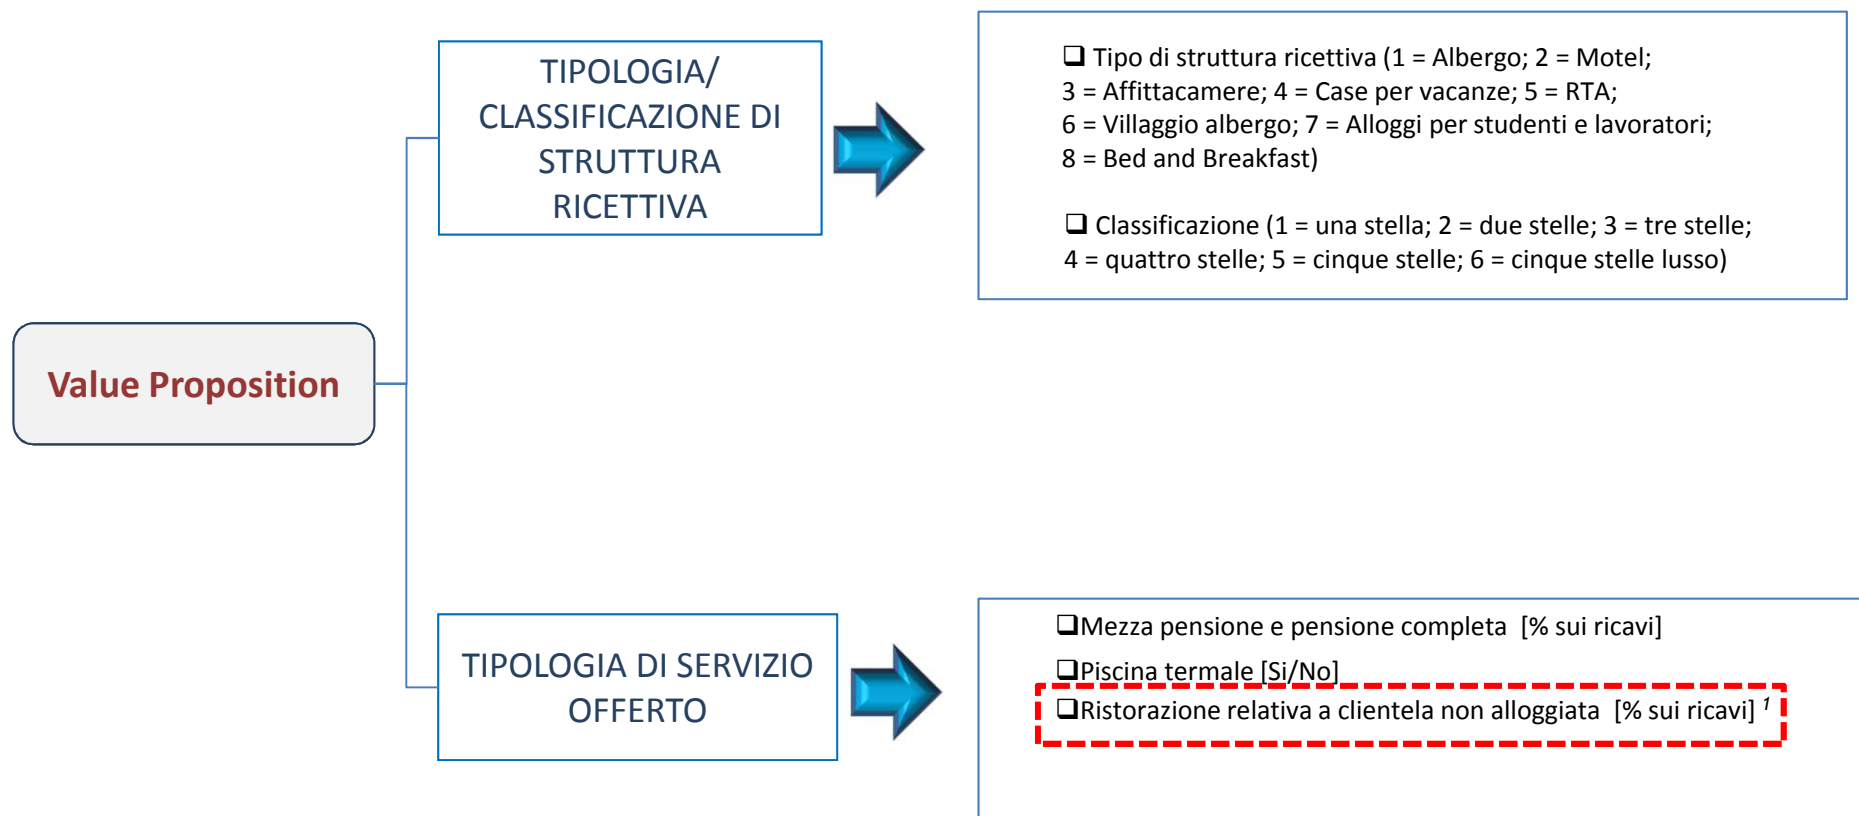 TIPOLOGIA/
CLASSIFICAZIONE DI
STRUTTURA
RICETTIVA
❑ Tipo di struttura ricettiva (1 = Albergo; 2 = Motel;
3 = Affittacamere; 4 = Case per vacanze; 5 = RTA;
6 = Villaggio albergo; 7 = Alloggi per studenti e lavoratori;
8 = Bed and Breakfast)
❑ Classificazione (1 = una stella; 2 = due stelle; 3 = tre stelle;
4 = quattro stelle; 5 = cinque stelle; 6 = cinque stelle lusso)
Value Proposition
TIPOLOGIA DI SERVIZIO
OFFERTO
❑Mezza pensione e pensione completa [% sui ricavi]
❑Piscina termale [Si/No]
❑Ristorazione relativa a clientela non alloggiata [% sui ricavi] 1